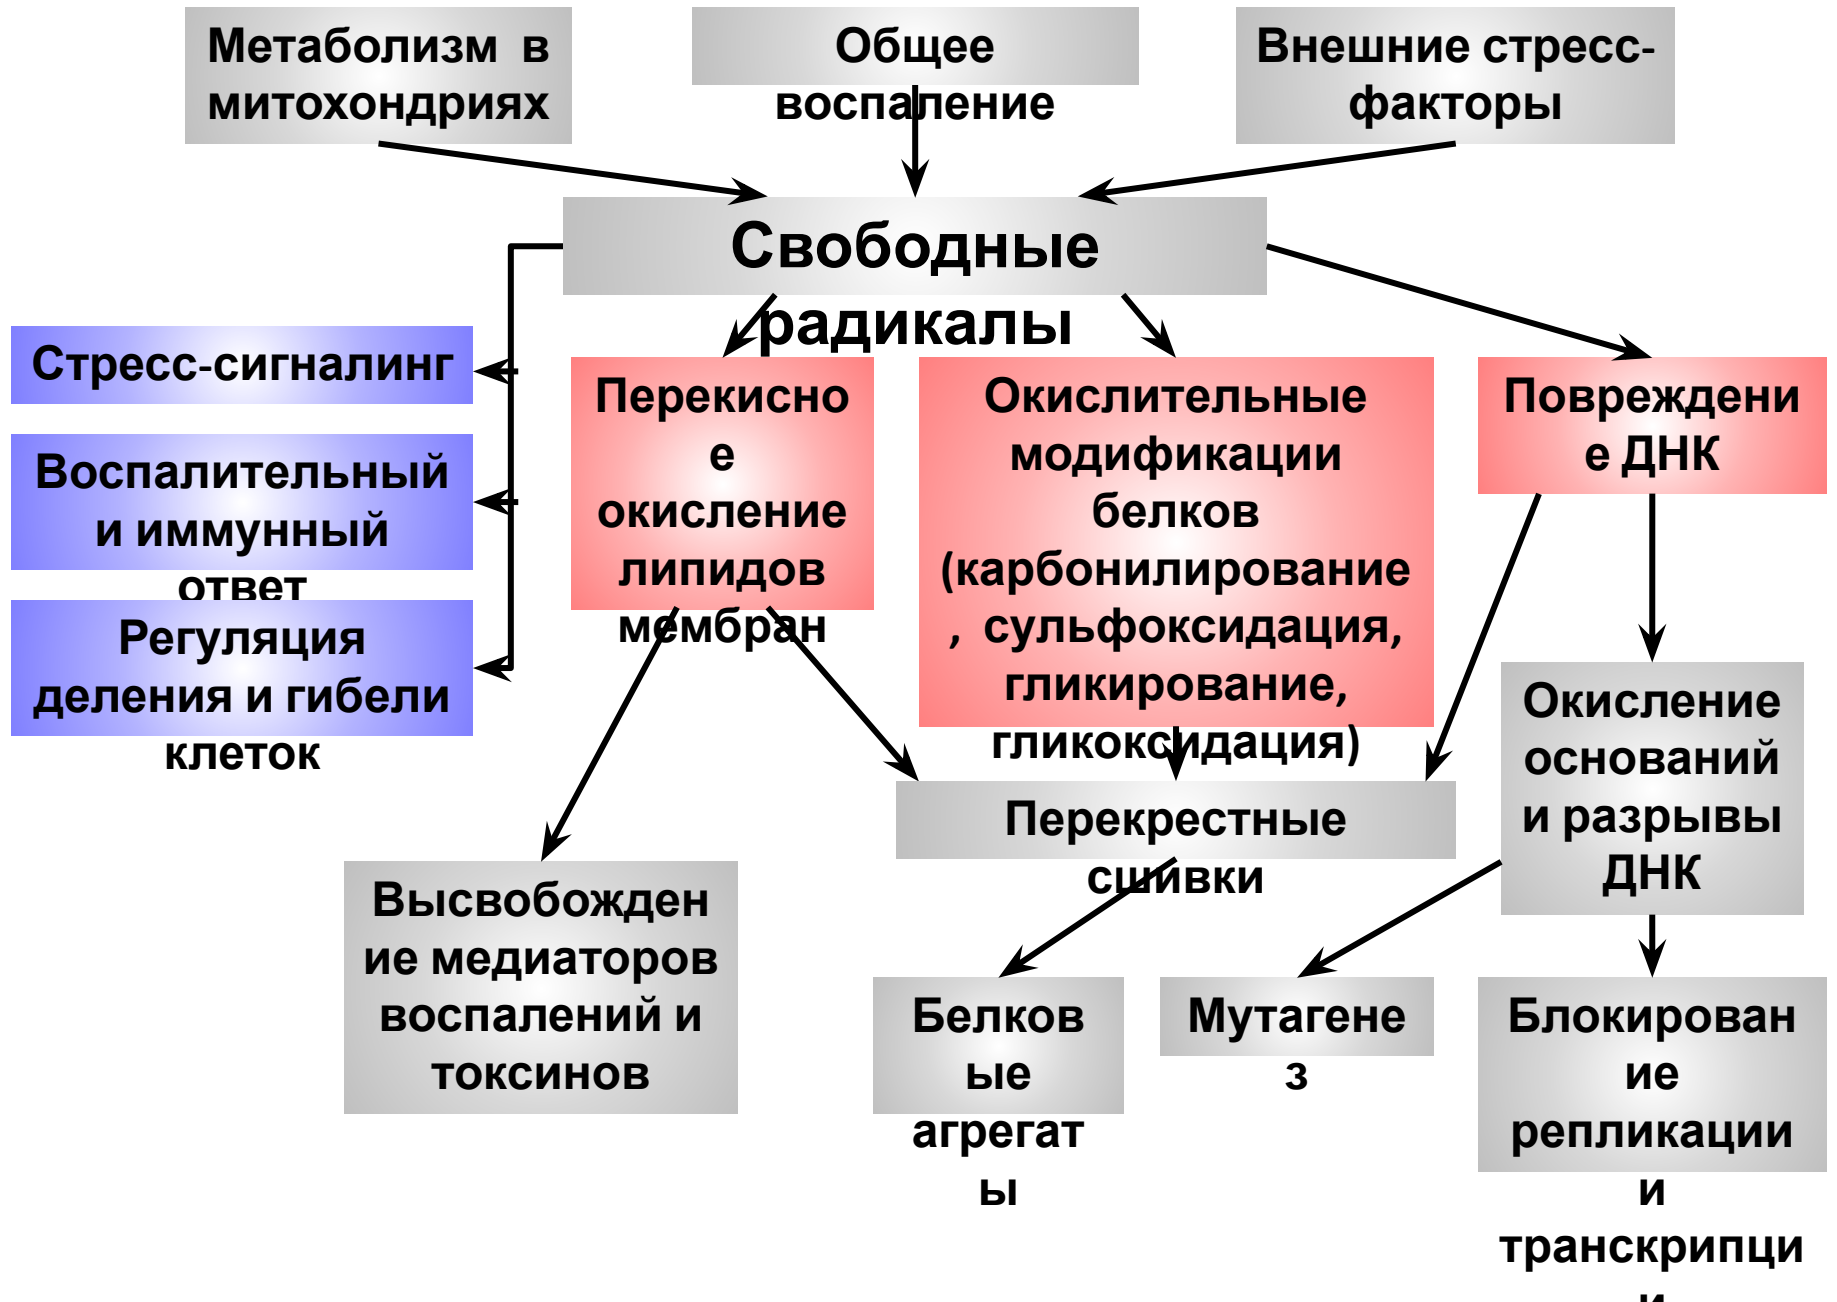 Метаболизм в
митохондриях
Общее
воспаление
Внешние стресс-
факторы
Свободные
радикалы
Стресс-сигналинг
Воспалительный
и иммунный
ответ
Регуляция
деления и гибели
клеток
Перекисно
е
окисление
липидов
мембран
Окислительные
модификации
белков
(карбонилирование
, сульфоксидация,
гликирование,
гликоксидация)
Повреждени
е ДНК
Перекрестные
сшивки
Окисление
оснований
и разрывы
ДНК
Высвобожден
ие медиаторов
воспалений и
токсинов
Белков
ые
агрегат
ы
Мутагене
з
Блокирован
ие
репликации
и
транскрипци
и